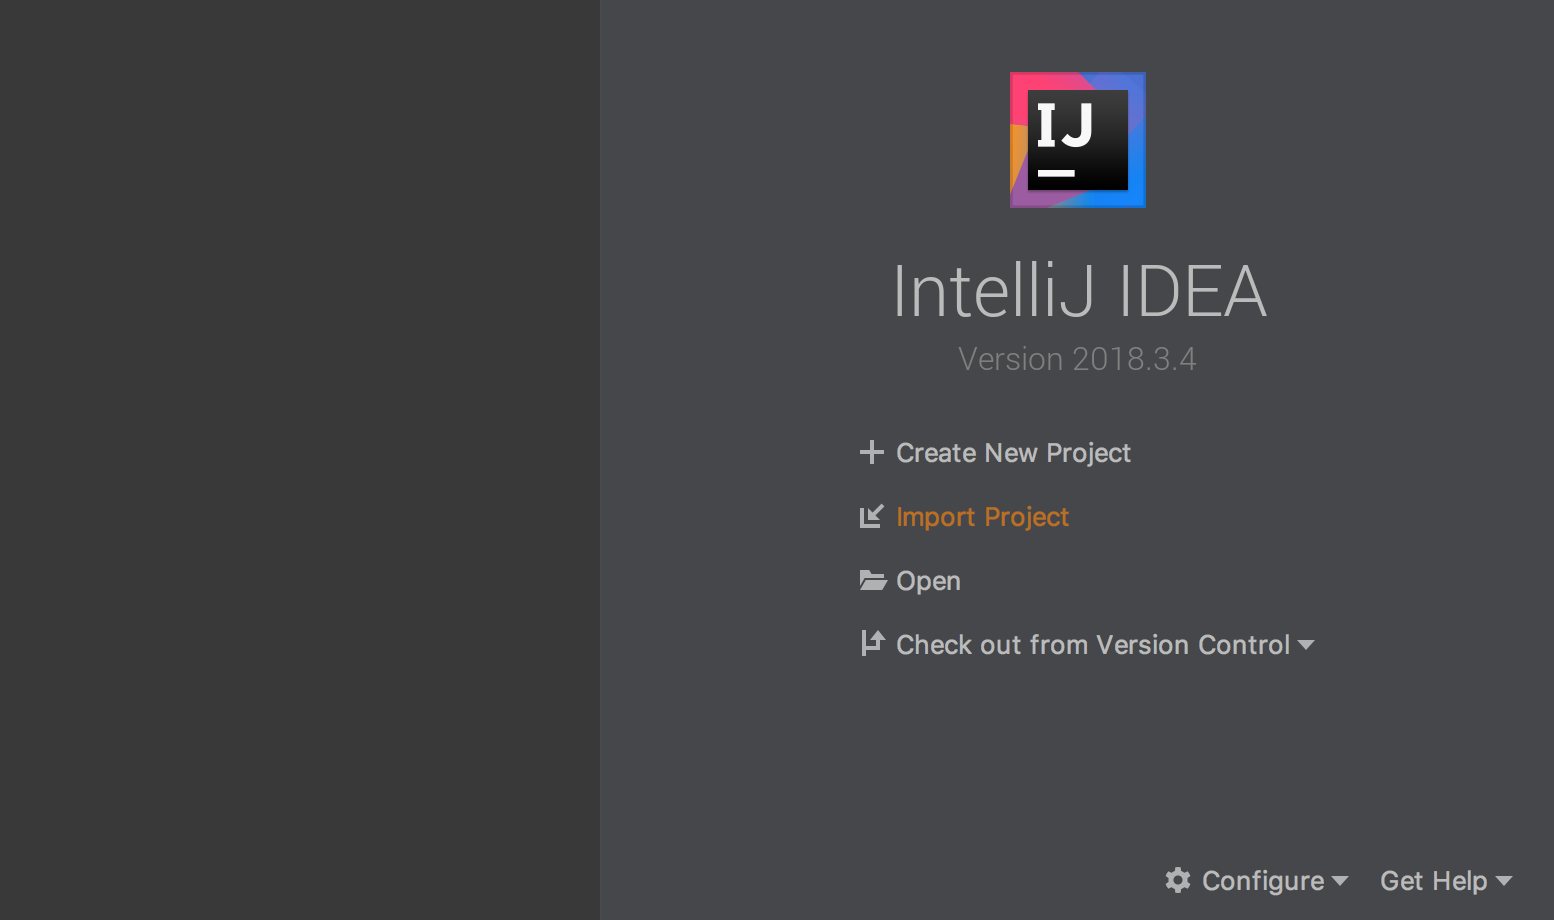 IJ
IntelliJ IDEA
Version 2018.3.4
Create New Project
Import Project
Open
Check out from Version Control
Configure
Get Help